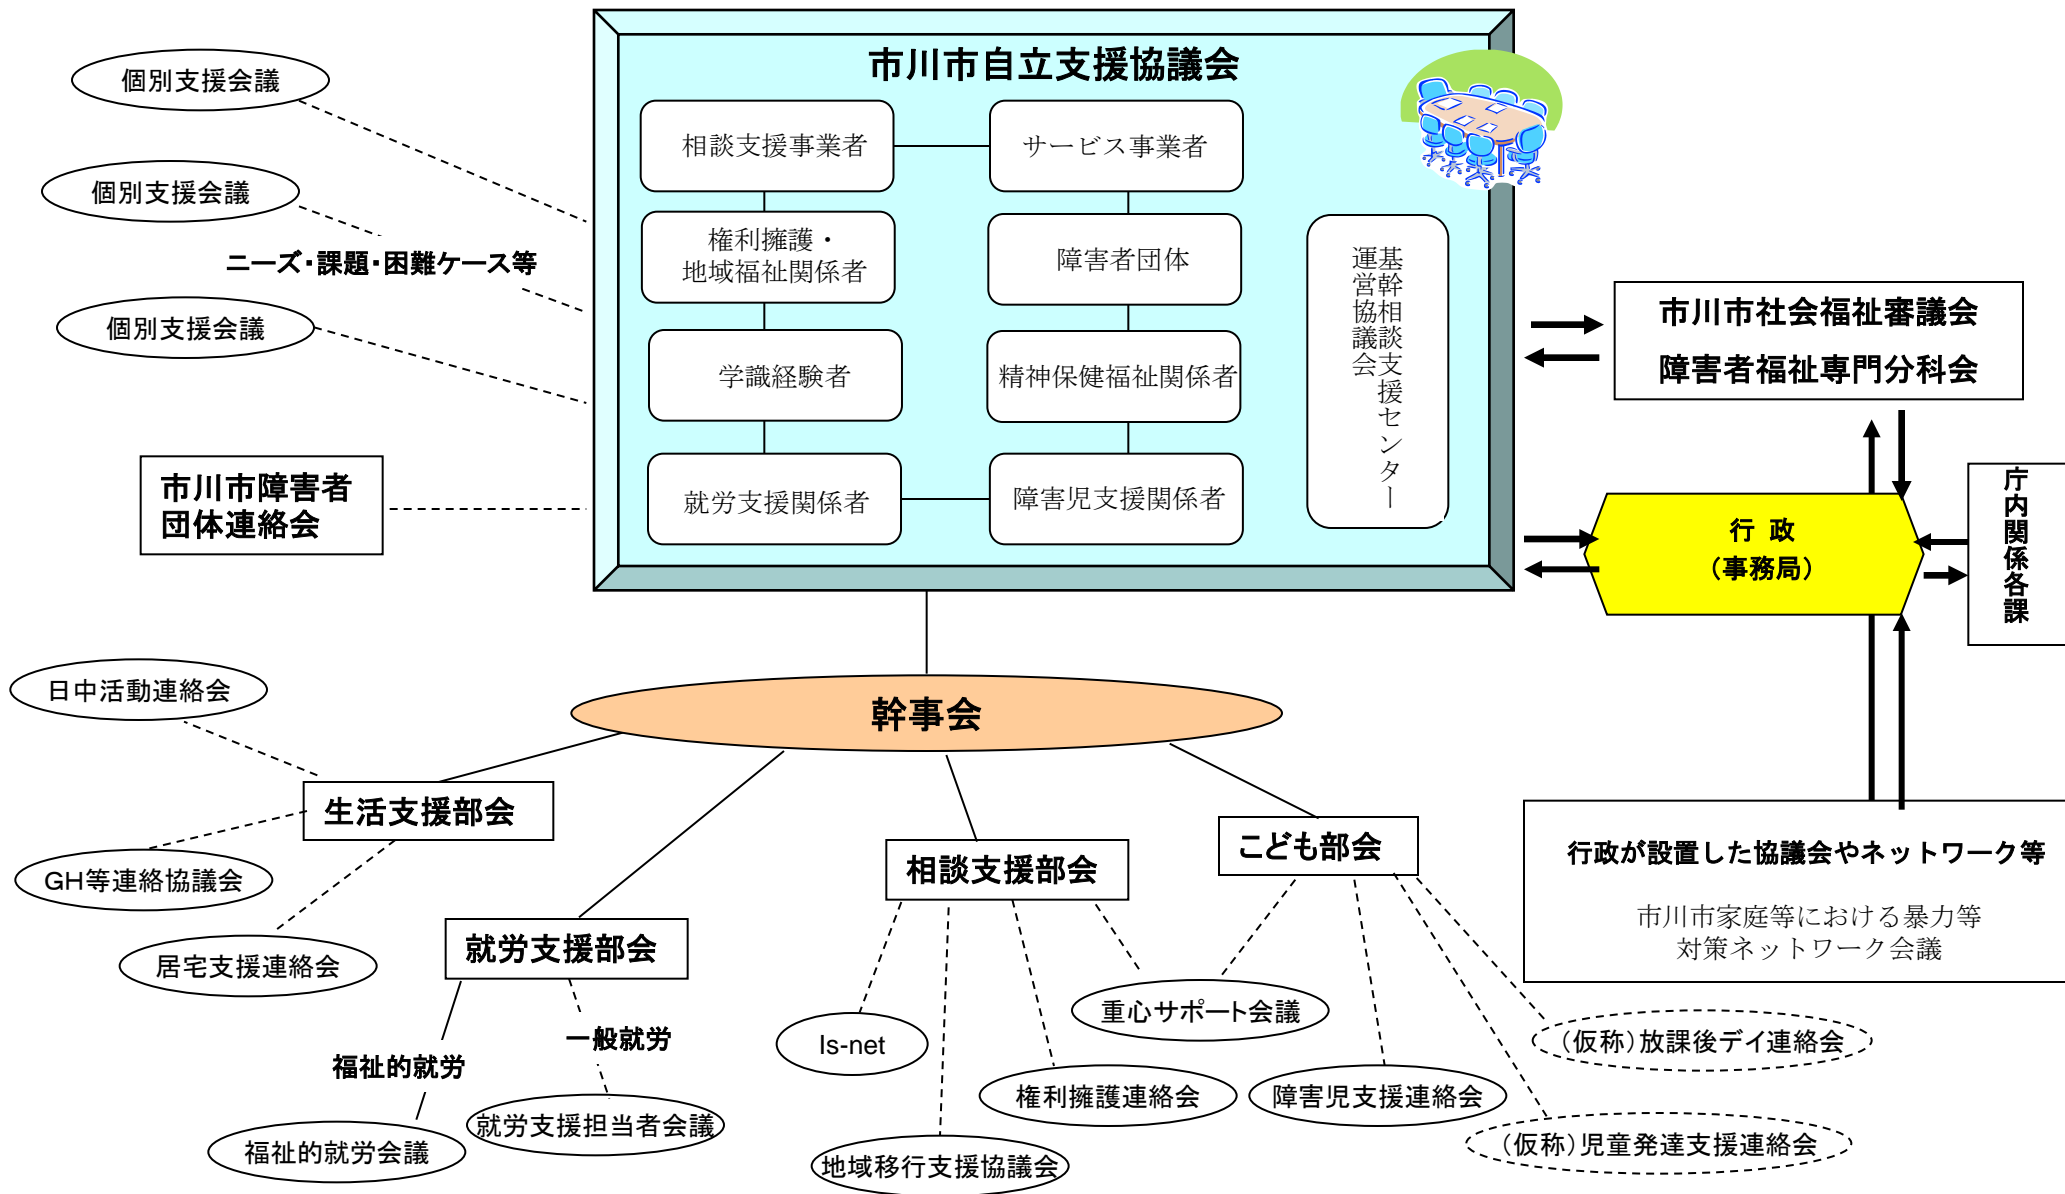 市川市自立支援協議会
個別支援会議
個別支援会議
ニーズ・課題・困難ケース等
個別支援会議
市川市障害者
団体連絡会
相談支援事業者
サービス事業者
権利擁護・
地域福祉関係者
障害者団体
学識経験者
精神保健福祉関係者
就労支援関係者
障害児支援関係者
基幹相談支援センター
運営協議会
市川市社会福祉審議会
障害者福祉専門分科会
行 政
（事務局）
庁内関係各課
幹事会
日中活動連絡会
生活支援部会
GH等連絡協議会
居宅支援連絡会
就労支援部会
福祉的就労
一般就労
福祉的就労会議
就労支援担当者会議
相談支援部会
Is-net
地域移行支援協議会
権利擁護連絡会
重心サポート会議
こども部会
障害児支援連絡会
（仮称）放課後デイ連絡会
（仮称）児童発達支援連絡会
行政が設置した協議会やネットワーク等
市川市家庭等における暴力等
対策ネットワーク会議